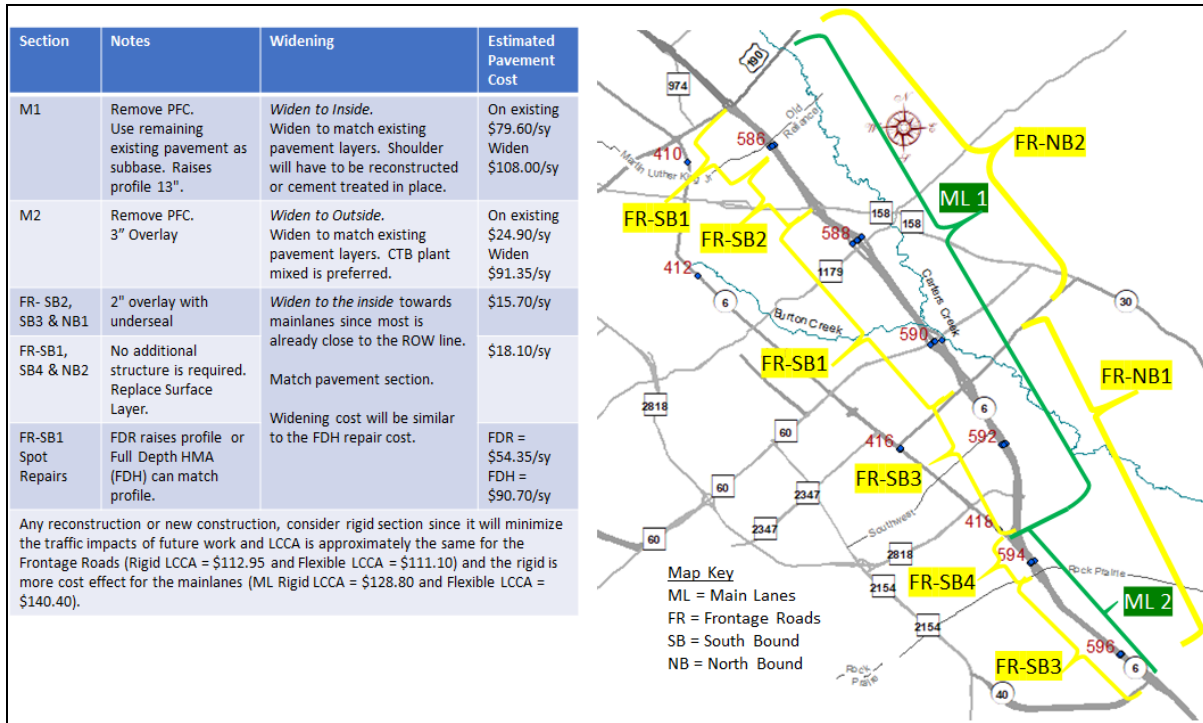 Section Notes Widening Estimated
Pavement
Cost
M1
Remove PFC.
Use remaining
existing pavement as
subbase. Raises
profile 13".
Widen to Inside.
Widen to match existing
pavement layers. Shoulder
will have to be reconstructed
or cement treated in place.
On existing
$79.60/sy
Widen
$108.00/sy
M2
Remove PFC.
3” Overlay
Widen to Outside.
Widen to match existing
pavement layers. CTB plant
mixed is preferred.
On existing
$24.90/sy
Widen
$91.35/sy
FR- SB2,
SB3 & NB1
2" overlay with
underseal
Widen to the inside towards
mainlanes since most is
already close to the ROW line.
Match pavement section.
Widening cost will be similar
to the FDH repair cost.
$15.70/sy
FR-SB1,
SB4 & NB2
No additional
structure is required.
Replace Surface
Layer.
$18.10/sy
FR-SB1
Spot
Repairs
FDR raises profile or
Full Depth HMA
(FDH) can match
profile.
FDR =
$54.35/sy
FDH =
$90.70/sy
Any reconstruction or new construction, consider rigid section since it will minimize
the traffic impacts of future work and LCCA is approximately the same for the
Frontage Roads (Rigid LCCA = $112.95 and Flexible LCCA = $111.10) and the rigid is
more cost effect for the mainlanes (ML Rigid LCCA = $128.80 and Flexible LCCA =
$140.40).
190
974
Old
Reliance
N
E
S
W
586
410
Martin Luther King Jr
FR-NB2
ML 1
FR-SB1
FR-SB2
158
158
588
1179
412
6
Carters Creek
30
Burton Creek
590
FR-SB1
FR-NB1
2818
6
60
592
416
60
2347
FR-SB3
2347
Southwest
418
60
2818
594
Rock Prairie
FR-SB4
2154
ML 2
2154
596
6
Rock
Prairie
FR-SB3
40
Map Key
ML = Main Lanes
FR = Frontage Roads
SB = South Bound
NB = North Bound